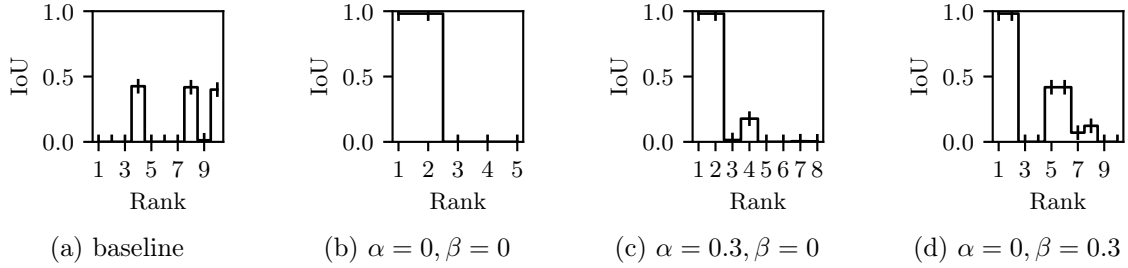 1.0 1.0 1.0 1.0
IoU 0.5 IoU 0.5 IoU 0.5 IoU 0.5
0.0 0.0 0.0 0.0
1 3 5 7 9 1 2 3 4 5 1 2 3 4 5 6 7 8 1 3 5 7 9
Rank Rank Rank Rank
(a) baseline (b) α = 0, β = 0 (c) α = 0.3, β = 0 (d) α = 0, β = 0.3